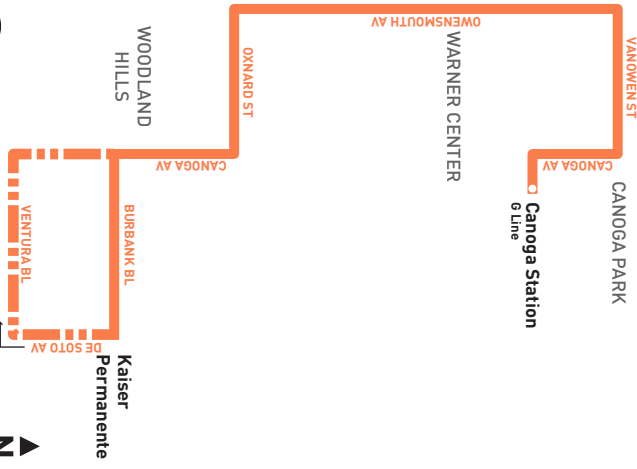 VANOWEN ST
CANOGA AV
CANOGA PARK
Canoga Station
G Line
OWENSMOUTH AV
WARNER CENTER
OXNARD ST
WOODLAND
HILLS
CANOGA AV
BURBANK BL
VENTURA BL
DE SOTO AV
Kaiser
Permanente
N